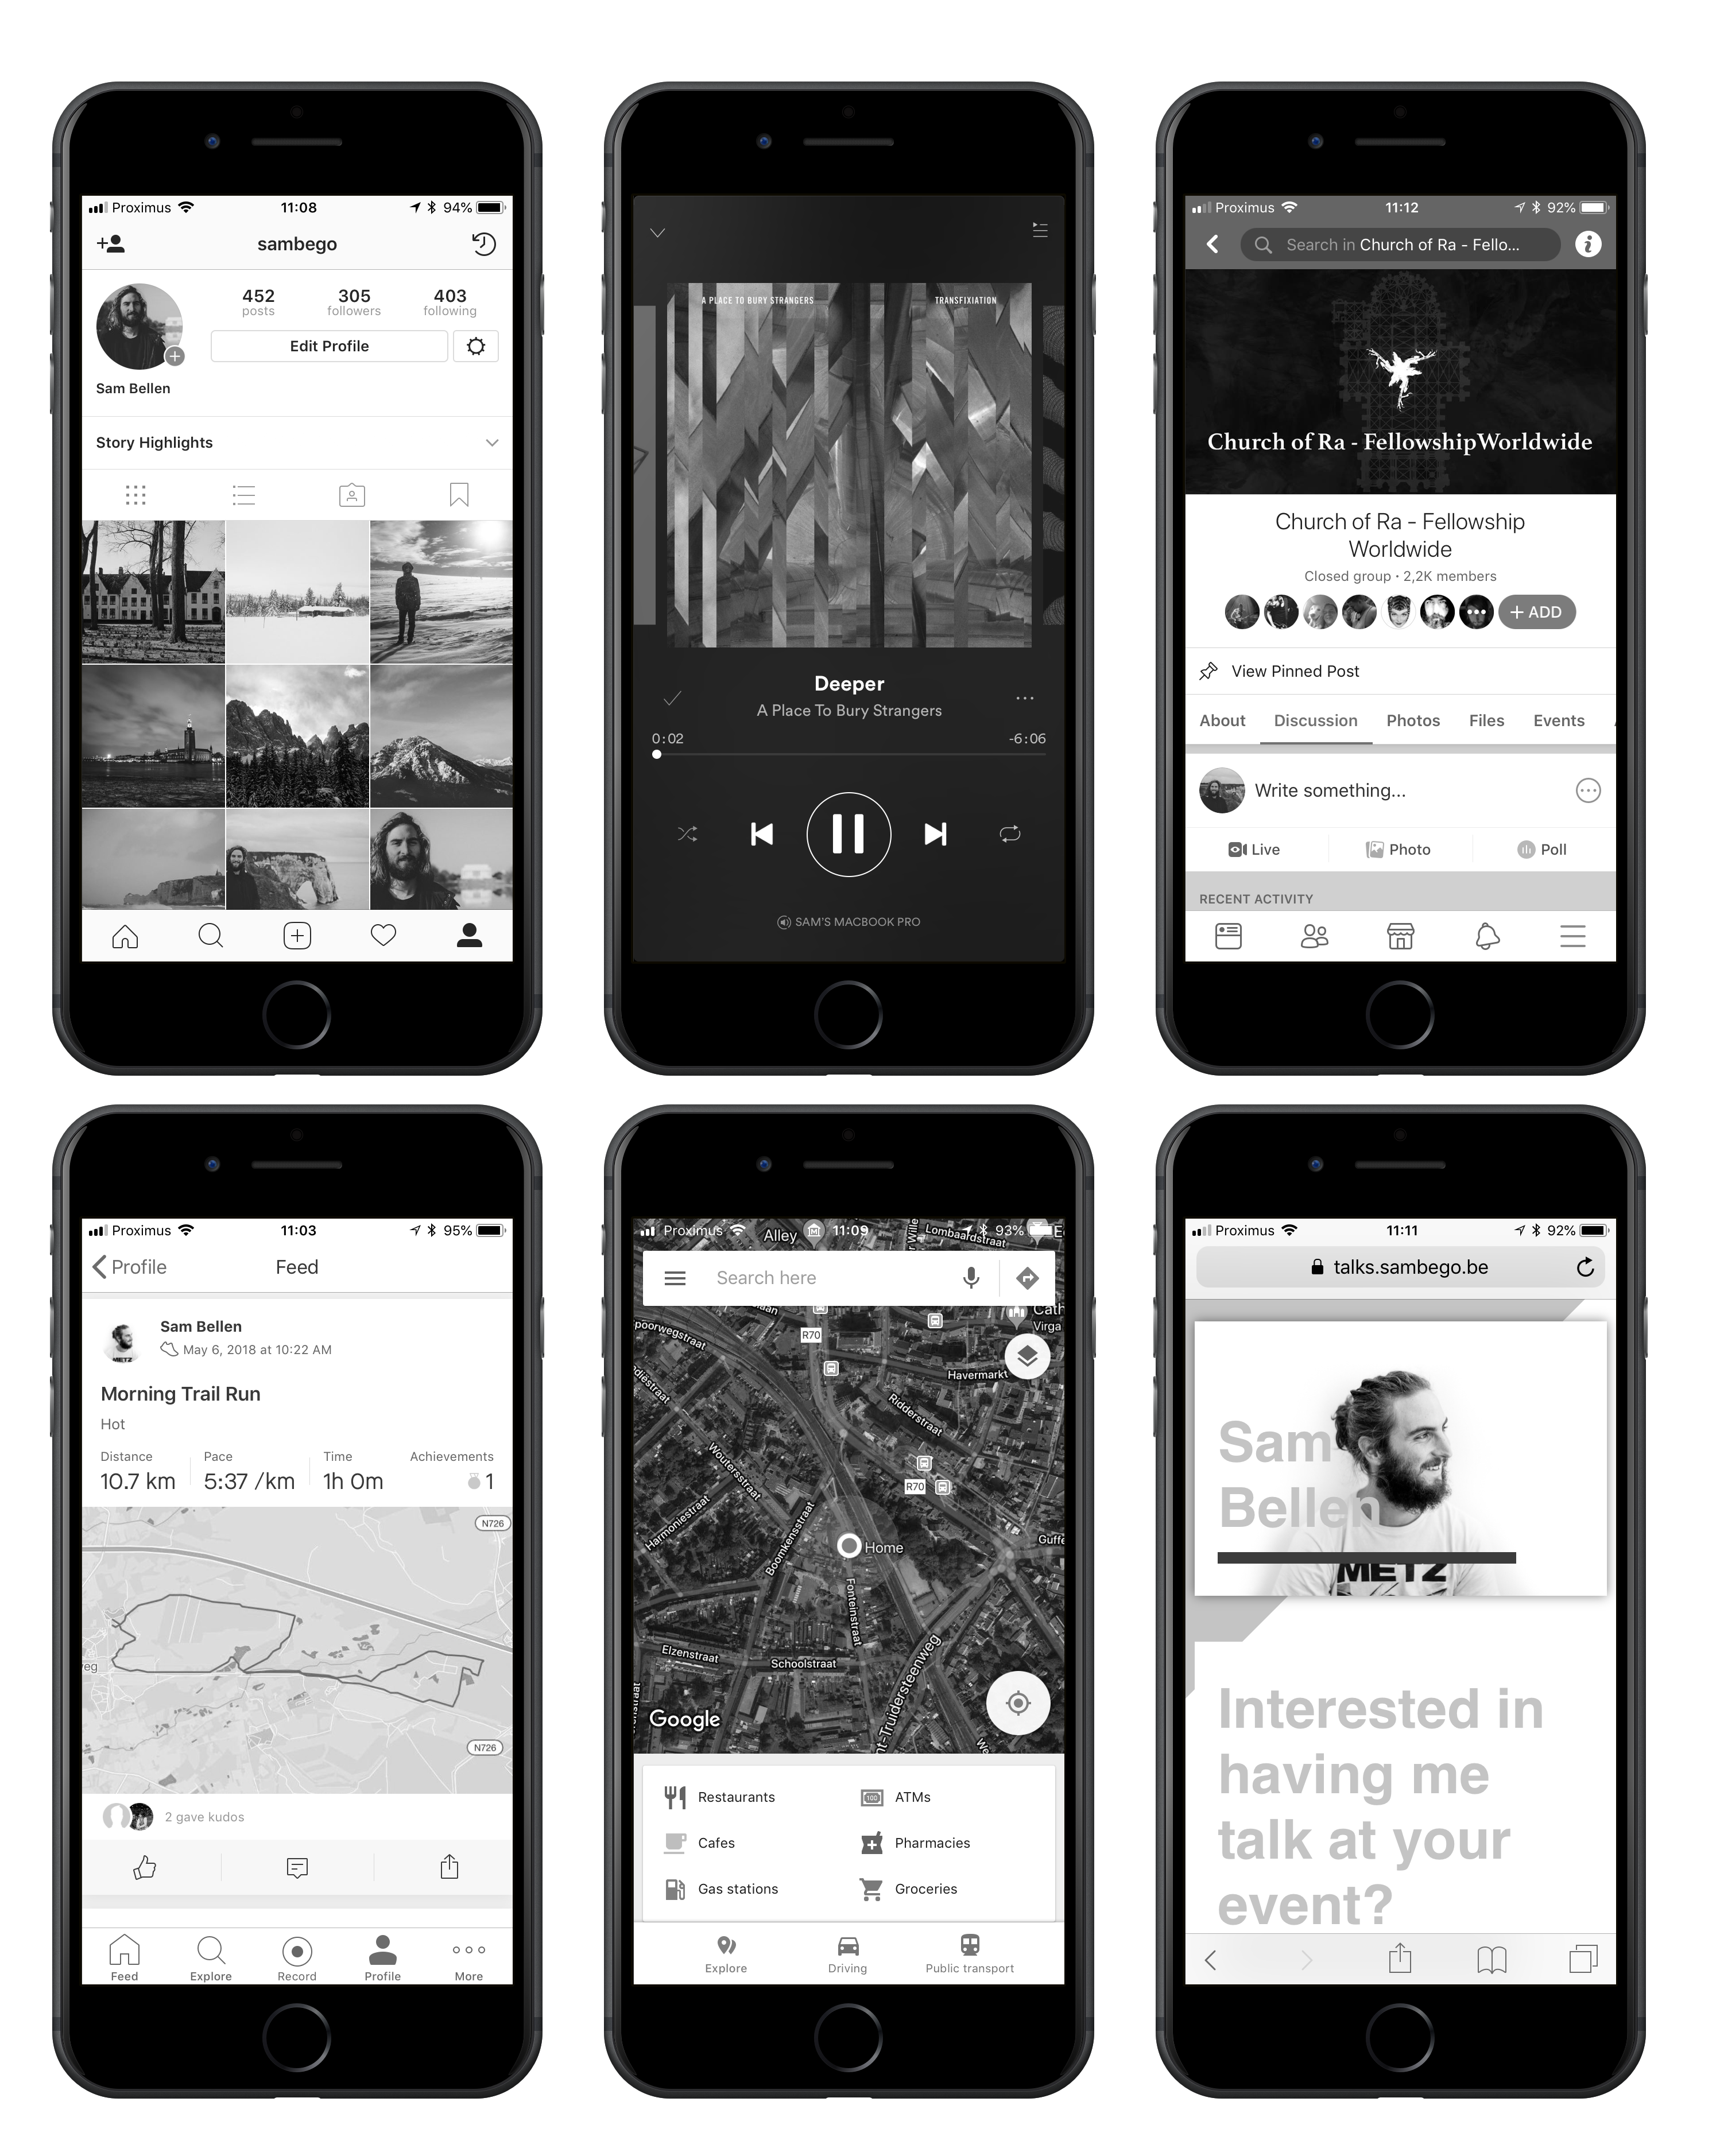 Proximus 11:08 94%
sambego
452 305 403
posts followers following
Edit Profile
Sam Bellen
Story Highlights
A PLACE TO BURY STRANGERS TRANSFIXIATION
Deeper
A Place To Bury Strangers
0:02 -6:06
SAM'S MACBOOK PRO
Proximus 11:12 92%
Search in Church of Ra - Fello...
Church of Ra - FellowshipWorldwide
Church of Ra - Fellowship
Worldwide
Closed group • 2,2K members
+ ADD
View Pinned Post
About Discussion Photos Files Events
Write something...
Live Photo Poll
RECENT ACTIVITY
Proximus 11:03 95%
Profile Feed
Sam Bellen
May 6, 2018 at 10:22 AM
Morning Trail Run
Hot
Distance Pace Time Achievements
10.7 km 5:37 /km 1h 0m 1
N726
eg
N726
2 gave kudos
Feed Explore Record Profile More
Proximus 11:09 93%
Alley
Lombaardstraat
Search here
Cath
Virga
poorwegstraat
R70
Havermarkt
diestraat
Ridderstraat
Woutersstraat
R70
Harmoniestraat
Boomkensstraat
Guffe
Home
Fonteinstraat
Elzenstraat
Schoolstraat
nt-Truidersteenweg
We
Google
Restaurants ATMs
Cafes Pharmacies
Gas stations Groceries
Explore Driving Public transport
Proximus 11:11 92%
talks.sambego.be
Sam
Bellen
METZ
Interested in
having me
talk at your
event?